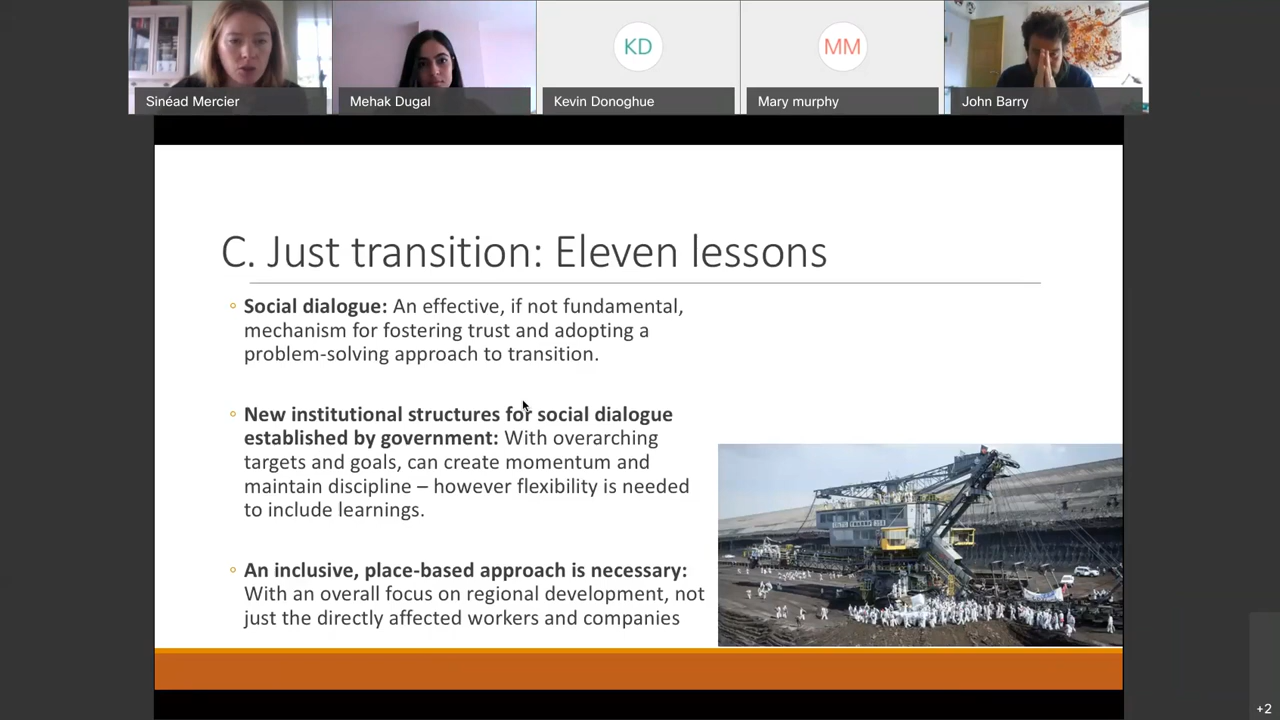 KD
MM
Sinéad Mercier
Mehak Dugal
Kevin Donoghue
Mary murphy
John Barry
C. Just transition: Eleven lessons
Social dialogue: An effective, if not fundamental,
mechanism for fostering trust and adopting a
problem-solving approach to transition.
New institutional structures for social dialogue
established by government: With overarching
targets and goals, can create momentum and
maintain discipline – however flexibility is needed
to include learnings.
An inclusive, place-based approach is necessary:
With an overall focus on regional development, not
just the directly affected workers and companies
+2